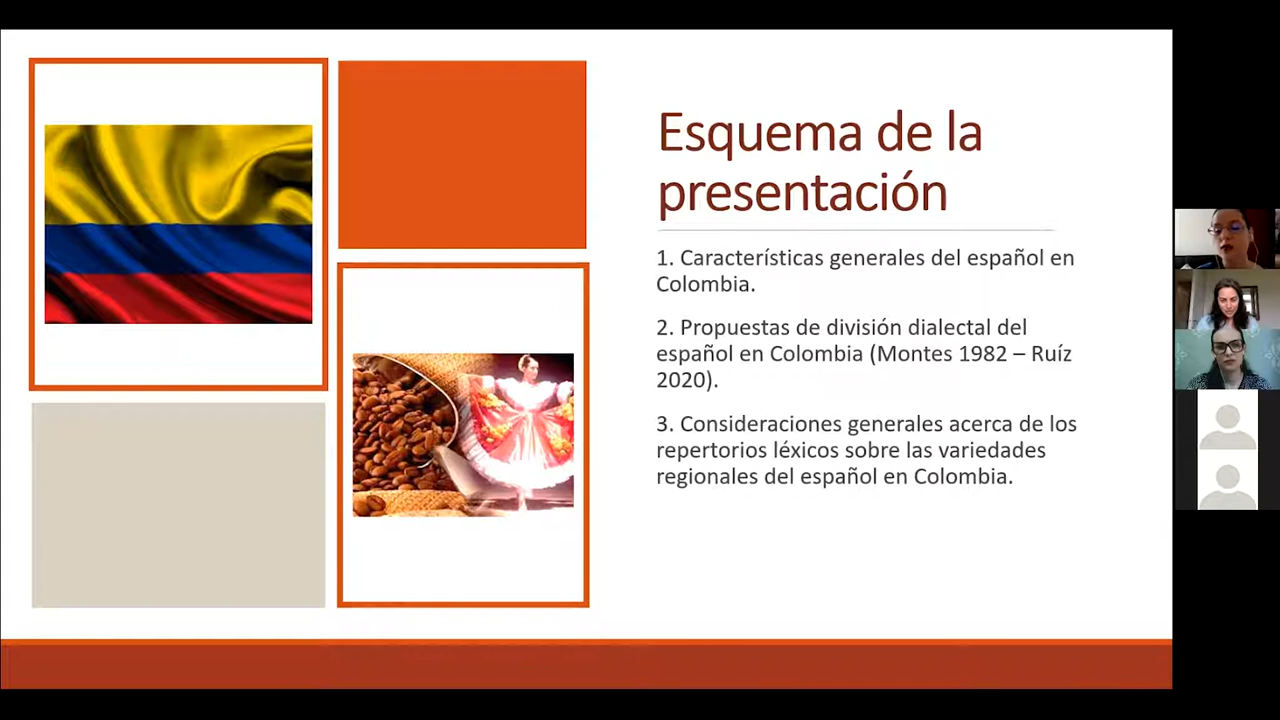 Esquema de la
presentación
1. Características generales del español en
Colombia.
2. Propuestas de división dialectal del
español en Colombia (Montes 1982 – Ruíz
2020).
3. Consideraciones generales acerca de los
repertorios léxicos sobre las variedades
regionales del español en Colombia.